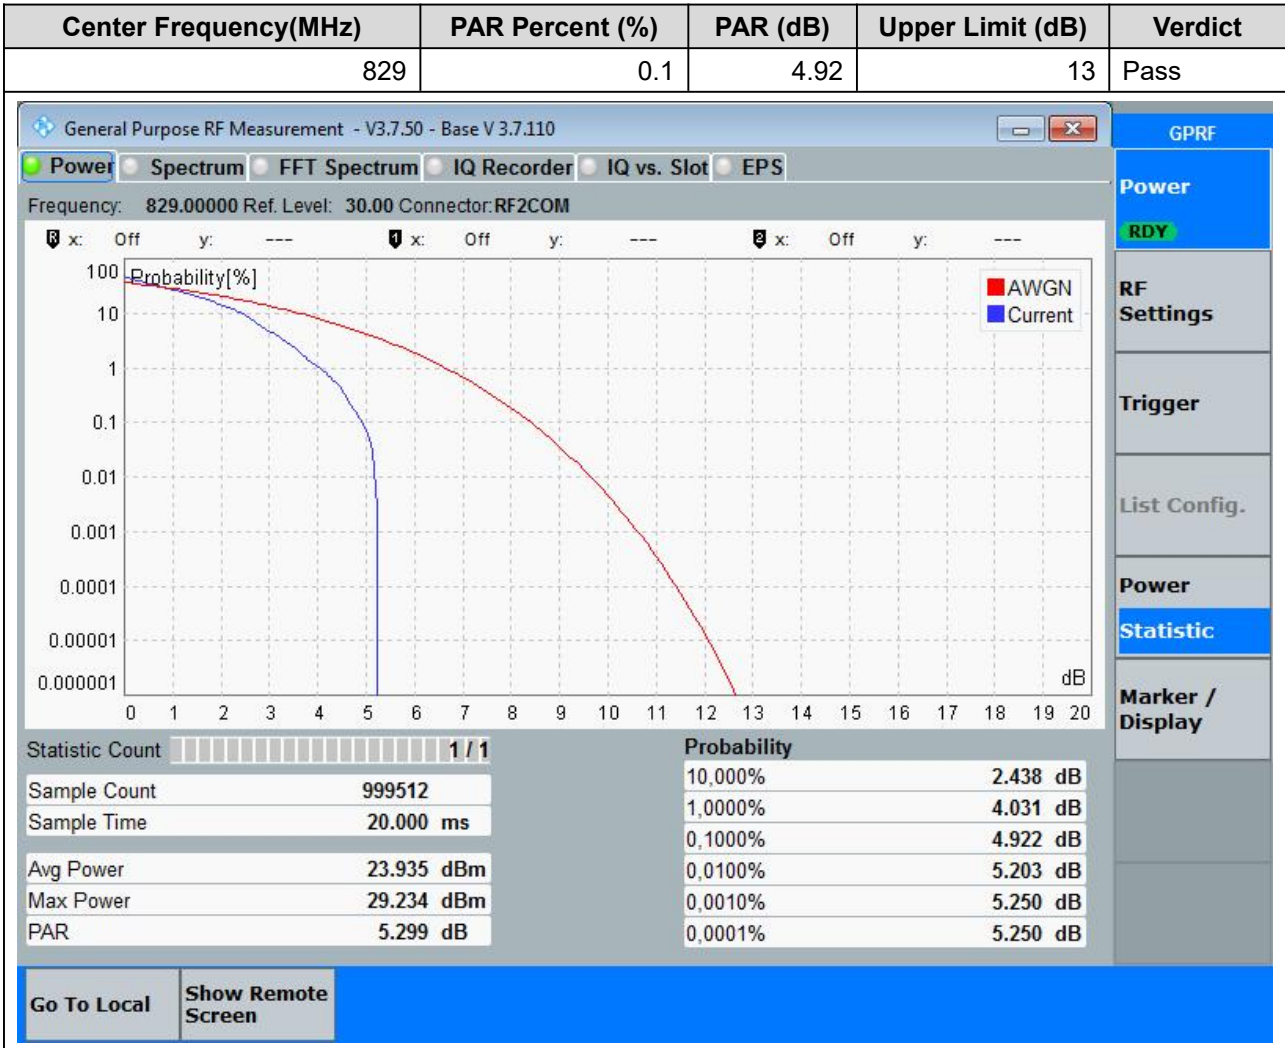 Center Frequency(MHz) PAR Percent (%) PAR (dB) Upper Limit (dB) Verdict
829 0.1 4.92 13 Pass
General Purpose RF Measurement - V3.7.50 - Base V 3.7.110
GPRF
Power Spectrum FFT Spectrum IQ Recorder IQ vs. Slot EPS
Power
RDY
Frequency: 829.00000 Ref. Level: 30.00 Connector:RF2COM
R x: Off y: --- 1 x: Off y: --- 2 x: Off y: ---
Probability[%]
AWGN
Current
100
10
1
0.1
0.01
0.001
0.0001
0.00001
0.000001
dB
0 1 2 3 4 5 6 7 8 9 10 11 12 13 14 15 16 17 18 19 20
RF
Settings
Trigger
List Config.
Power
Statistic
Marker /
Display
Statistic Count 1 / 1
Sample Count 999512
Sample Time 20.000 ms
Avg Power 23.935 dBm
Max Power 29.234 dBm
PAR 5.299 dB
Probability
10,000% 2.438 dB
1,0000% 4.031 dB
0,1000% 4.922 dB
0,0100% 5.203 dB
0,0010% 5.250 dB
0,0001% 5.250 dB
Go To Local
Show Remote
Screen